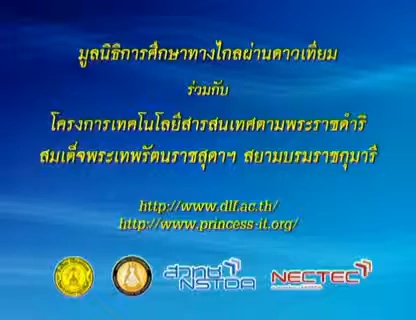 มูลนิธิการศึกษาทางไกลผ่านดาวเทียม
ร่วมกับ
โครงการเทคโนโลยีสารสนเทศตามพระราชดำริ
สมเด็จพระเทพรัตนราชสุดาฯ สยามบรมราชกุมารี
http://www.dlf.ac.th/
http://www.princess-it.org/
สวทช NECTEC
NSTDA